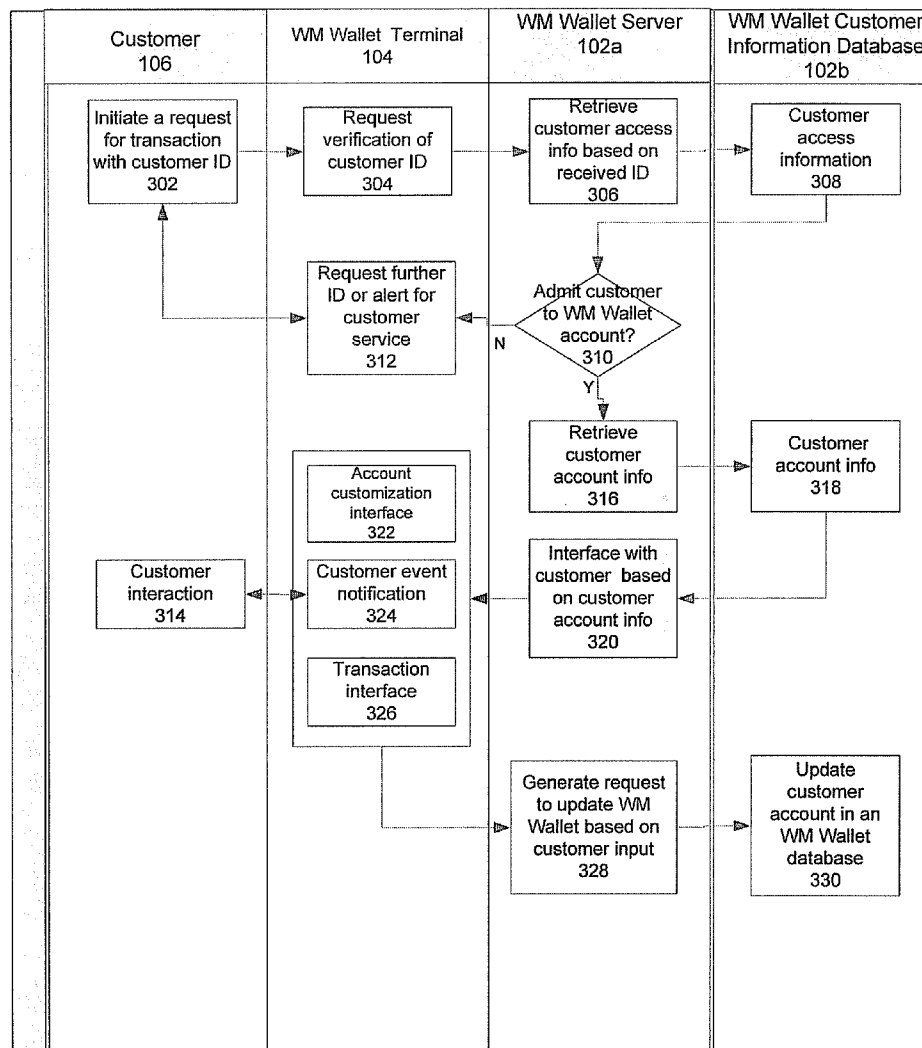 Customer
106
WM Wallet Terminal
104
WM Wallet Server
102a
WM Wallet Customer
Information Database
102b
Initiate a request
for transaction
with customer ID
302
Request
verification of
customer ID
304
Retrieve
customer access
info based on
received ID
306
Customer
access
information
308
Request further
ID or alert for
customer
service
312
Admit customer
to WM Wallet
account?
310
N
Y
Retrieve
customer
account info
316
Customer
account info
318
Account
customization
interface
322
Customer
interaction
314
Customer event
notification
324
Interface with
customer based
on customer
account info
320
Transaction
interface
326
Generate request
to update WM
Wallet based on
customer input
328
Update
customer
account in an
WM Wallet
database
330